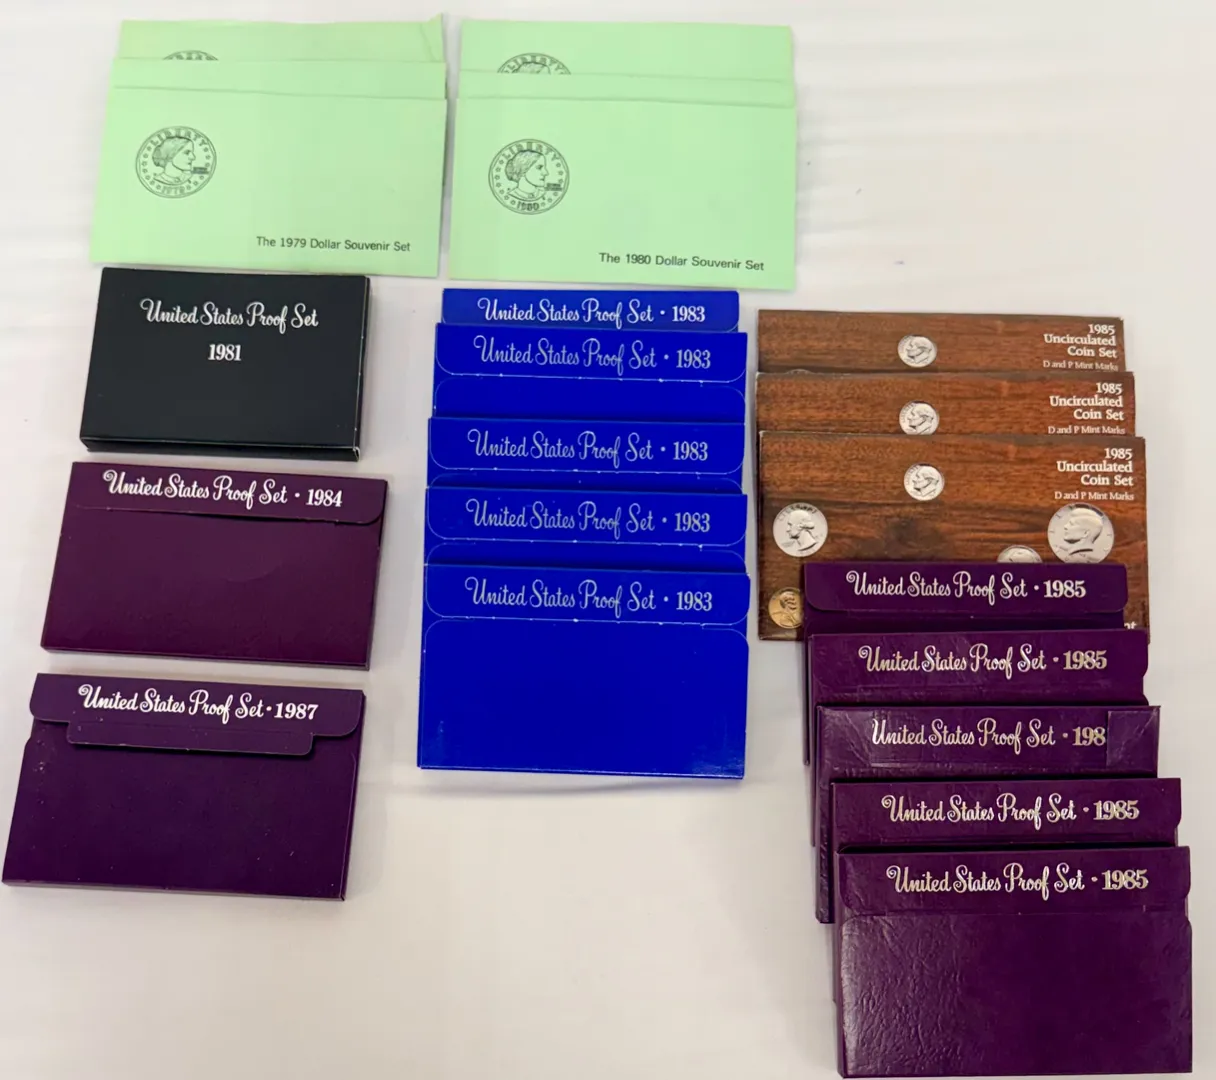 LIBERTY
1979
The 1979 Dollar Souvenir Set
LIBERTY
LIBERTY
1980
The 1980 Dollar Souvenir Set
United States Proof Set
1981
United States Proof Set · 1984
United States Proof Set · 1987
United States Proof Set · 1983
United States Proof Set · 1983
United States Proof Set · 1983
United States Proof Set · 1983
United States Proof Set · 1983
1985
Uncirculated
Coin Set
D and P Mint Marks
1985
Uncirculated
Coin Set
D and P Mint Marks
1985
Uncirculated
Coin Set
D and P Mint Marks
United States Proof Set · 1985
United States Proof Set · 1985
United States Proof Set · 198
United States Proof Set · 1985
United States Proof Set · 1985